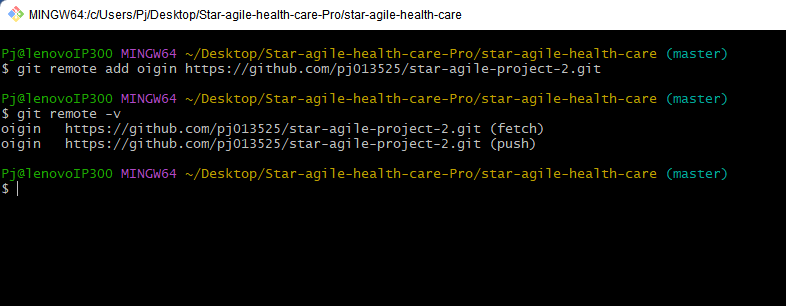 MINGW64:/c/Users/Pj/Desktop/Star-agile-health-care-Pro/star-agile-health-care
Pj@lenovoIP300 MINGW64 ~/Desktop/Star-agile-health-care-Pro/star-agile-health-care (master)
$ git remote add oigin https://github.com/pj013525/star-agile-project-2.git
Pj@lenovoIP300 MINGW64 ~/Desktop/Star-agile-health-care-Pro/star-agile-health-care (master)
$ git remote -v
oigin   https://github.com/pj013525/star-agile-project-2.git (fetch)
oigin   https://github.com/pj013525/star-agile-project-2.git (push)
Pj@lenovoIP300 MINGW64 ~/Desktop/Star-agile-health-care-Pro/star-agile-health-care (master)
$